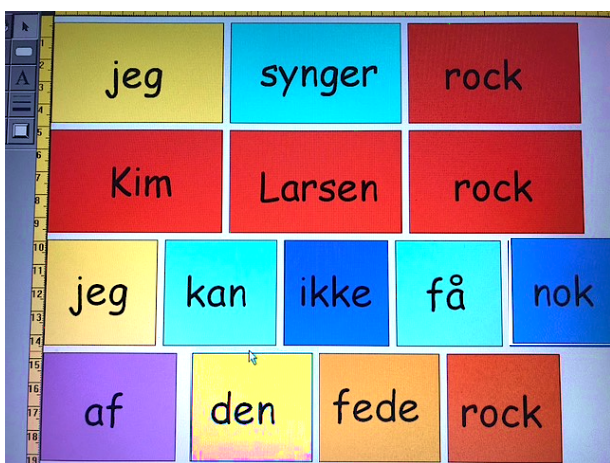 jeg synger rock
Kim Larsen rock
jeg kan ikke få nok
af den fede rock